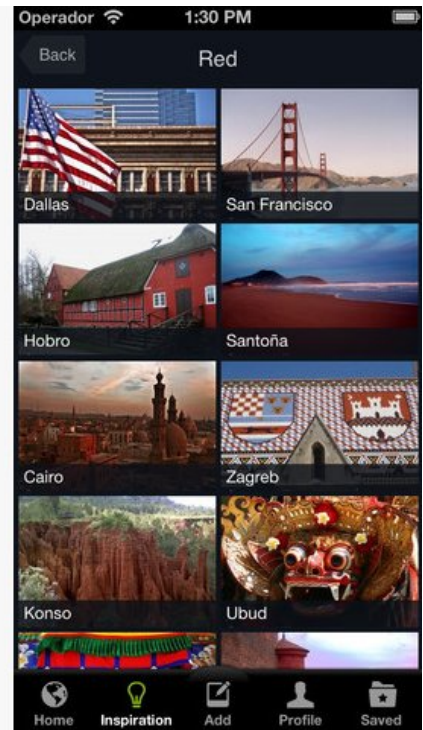 Operador 1:30 PM
Back Red
Dallas San Francisco
Hobro Santoña
Cairo Zagreb
Konso Ubud
Home Inspiration Add Profile Saved